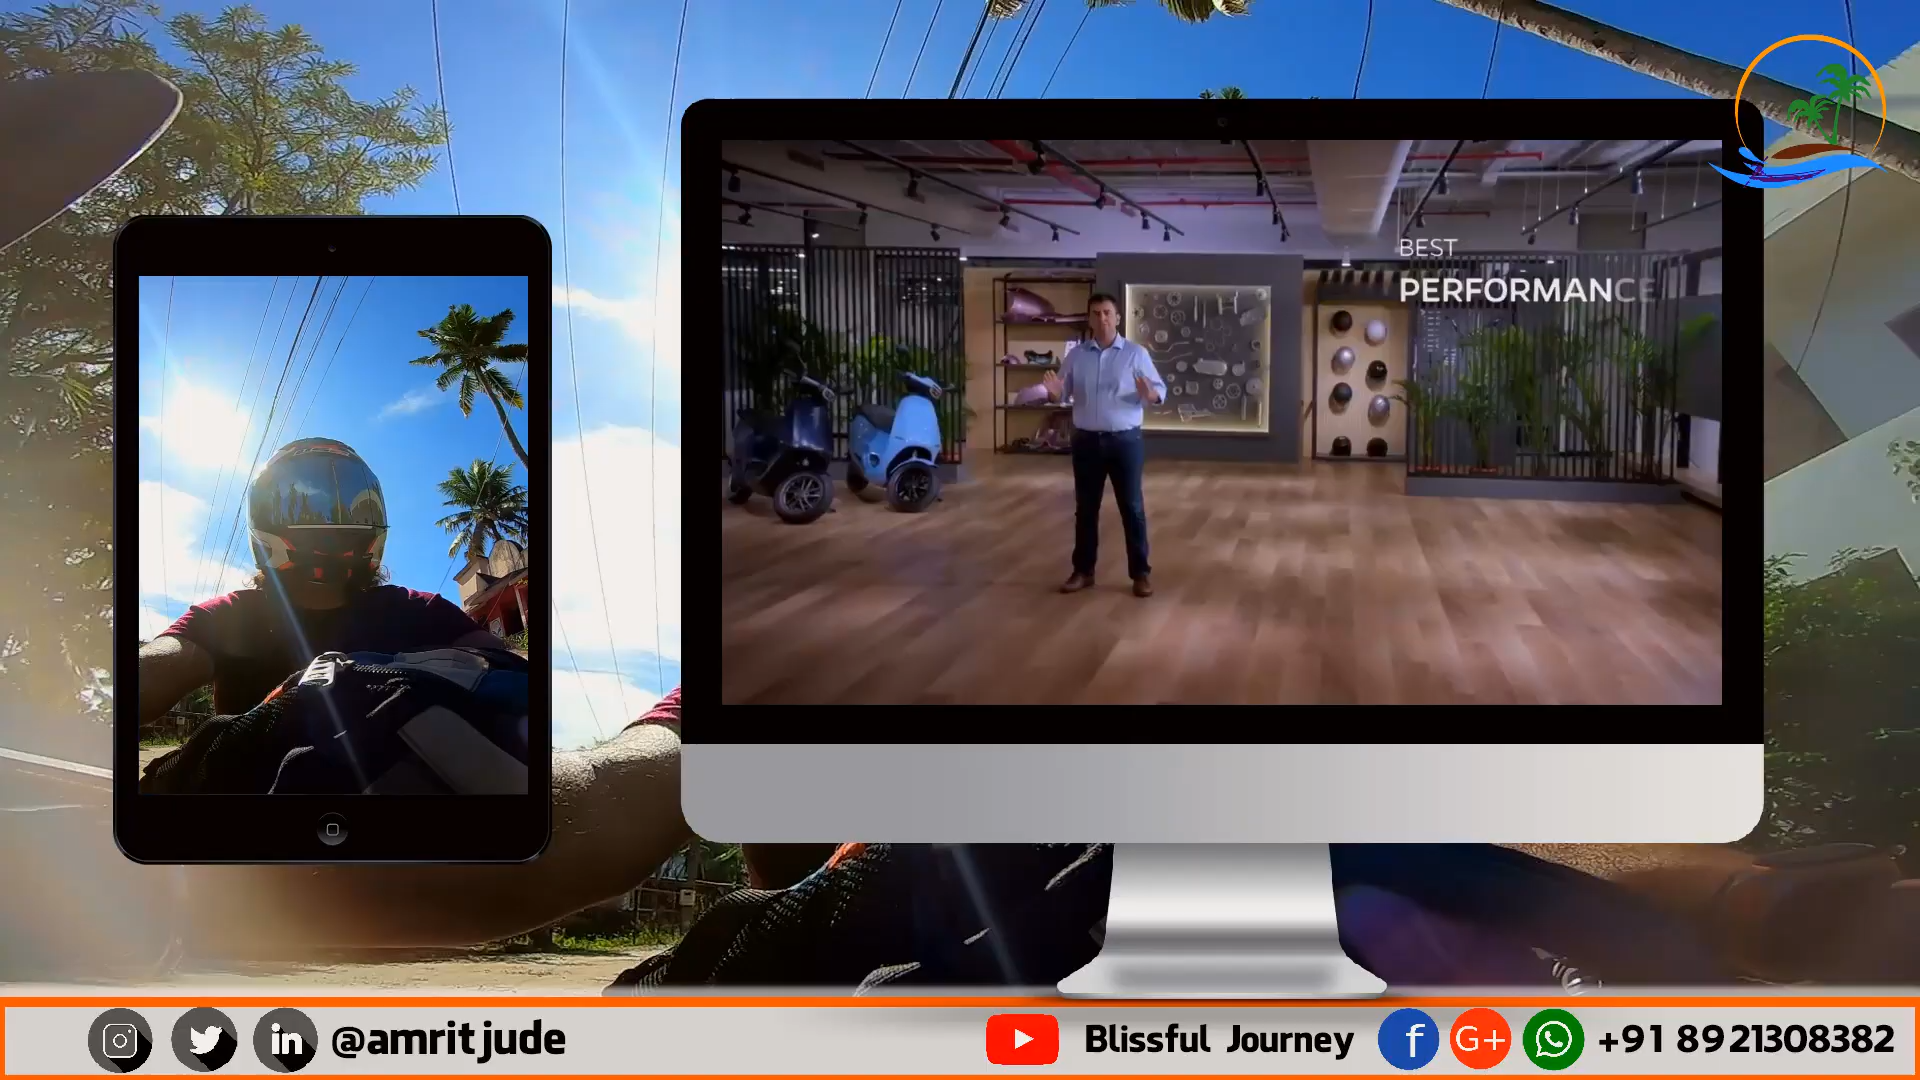 BEST
PERFORMANCE
@amritjude
Blissful Journey
G+
+91 8921308382